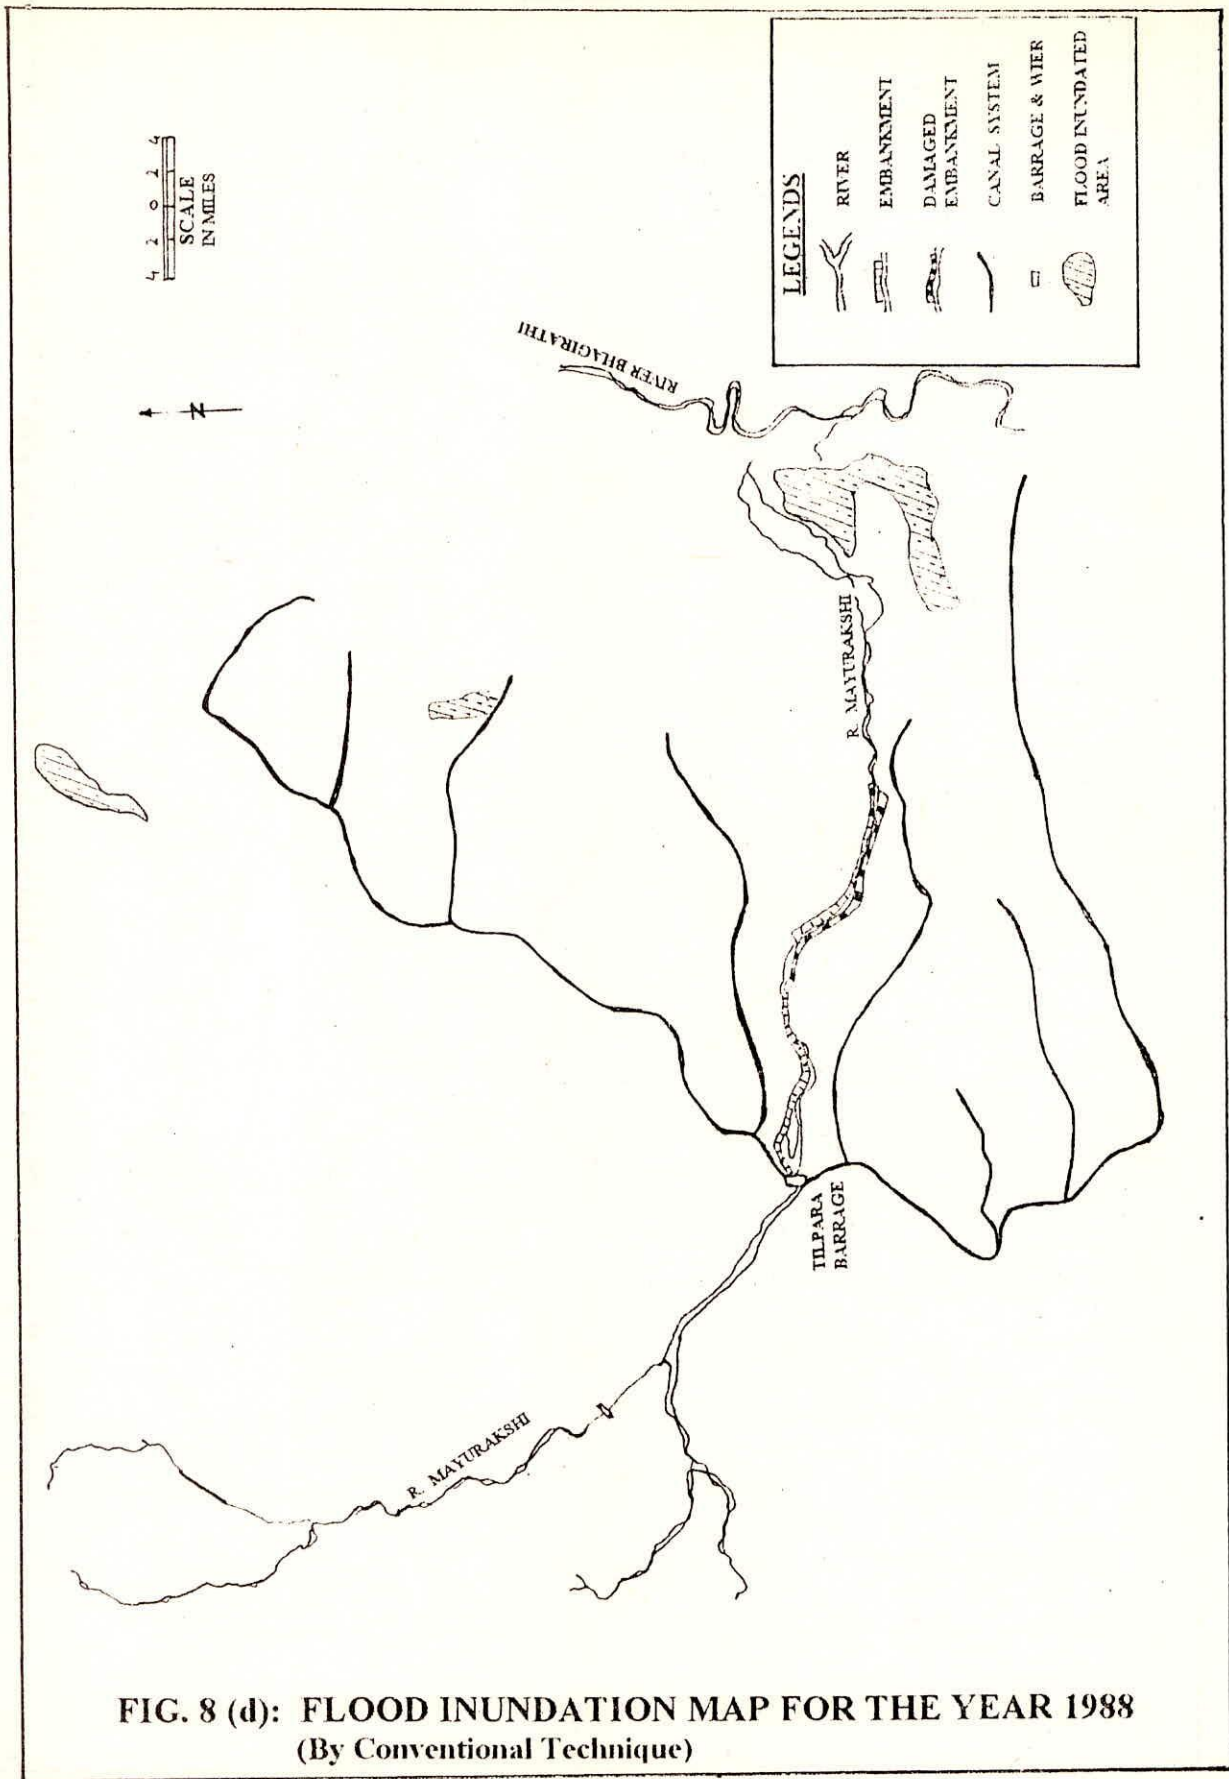 4 2 0 2 4
SCALE
IN MILES
N
LEGENDS
RIVER
EMBANKMENT
DAMAGED
EMBANKMENT
CANAL SYSTEM
BARRAGE & WIER
FLOOD INUNDATED
AREA
RIVER BHAGIRATHI
R. MAYURAKSHI
TILPARA
BARRAGE
R. MAYURAKSHI
FIG. 8 (d): FLOOD INUNDATION MAP FOR THE YEAR 1988
(By Conventional Technique)